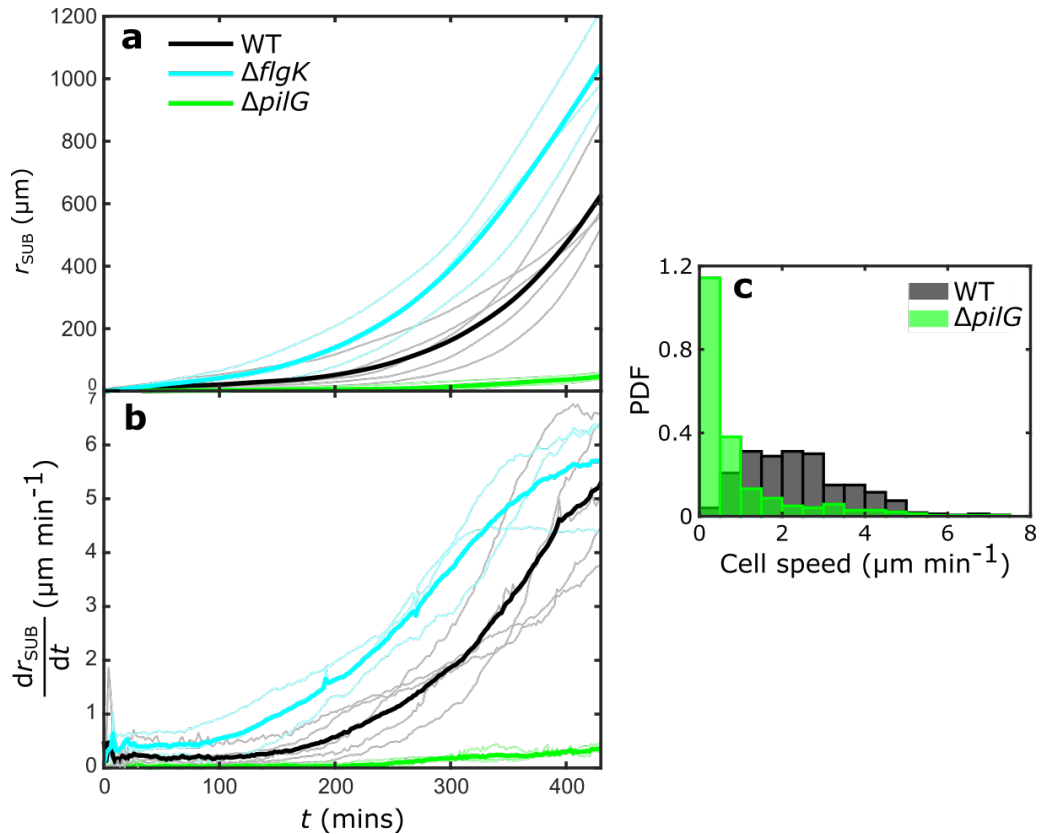 a
WT
ΔflgK
ΔpilG
1200
1000
800
600
400
200
0
r_SUB (μm)
b
7
6
5
4
3
2
1
0
dr_SUB
dt
(μm min⁻¹)
0
100
200
300
400
t (mins)
c
WT
ΔpilG
1.2
0.8
0.4
0
PDF
0
2
4
6
8
Cell speed (μm min⁻¹)